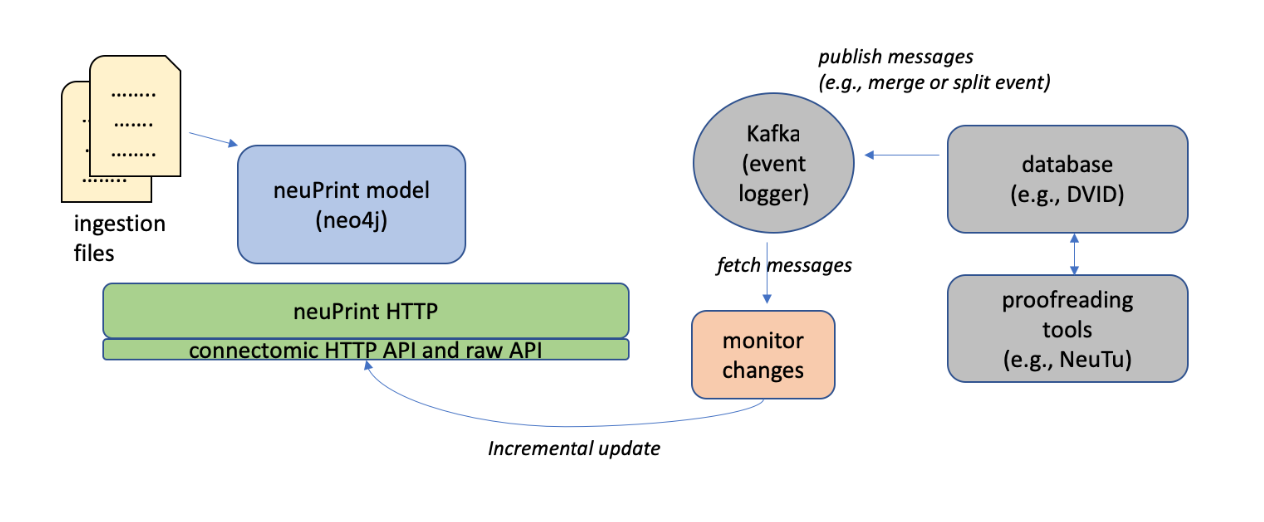 publish messages
(e.g., merge or split event)
........
.......
........
........
ingestion
files
neuPrint model
(neo4j)
Kafka
(event
logger)
database
(e.g., DVID)
fetch messages
neuPrint HTTP
connectomic HTTP API and raw API
monitor
changes
proofreading
tools
(e.g., NeuTu)
Incremental update